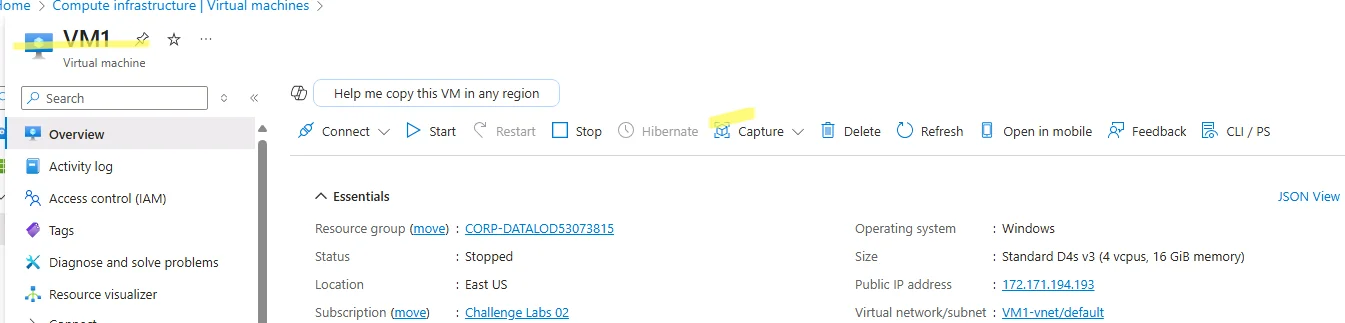 Home > Compute infrastructure | Virtual machines >
VM1
Virtual machine
Search
Help me copy this VM in any region
Connect Start Restart Stop Hibernate Capture Delete Refresh Open in mobile Feedback CLI / PS
Overview
Activity log
Access control (IAM)
Tags
Diagnose and solve problems
Resource visualizer
Connect
Essentials
JSON View
Resource group (move) : CORP-DATALOD53073815
Status : Stopped
Location : East US
Subscription (move) : Challenge Labs 02
Operating system : Windows
Size : Standard D4s v3 (4 vcpus, 16 GiB memory)
Public IP address : 172.171.194.193
Virtual network/subnet : VM1-vnet/default